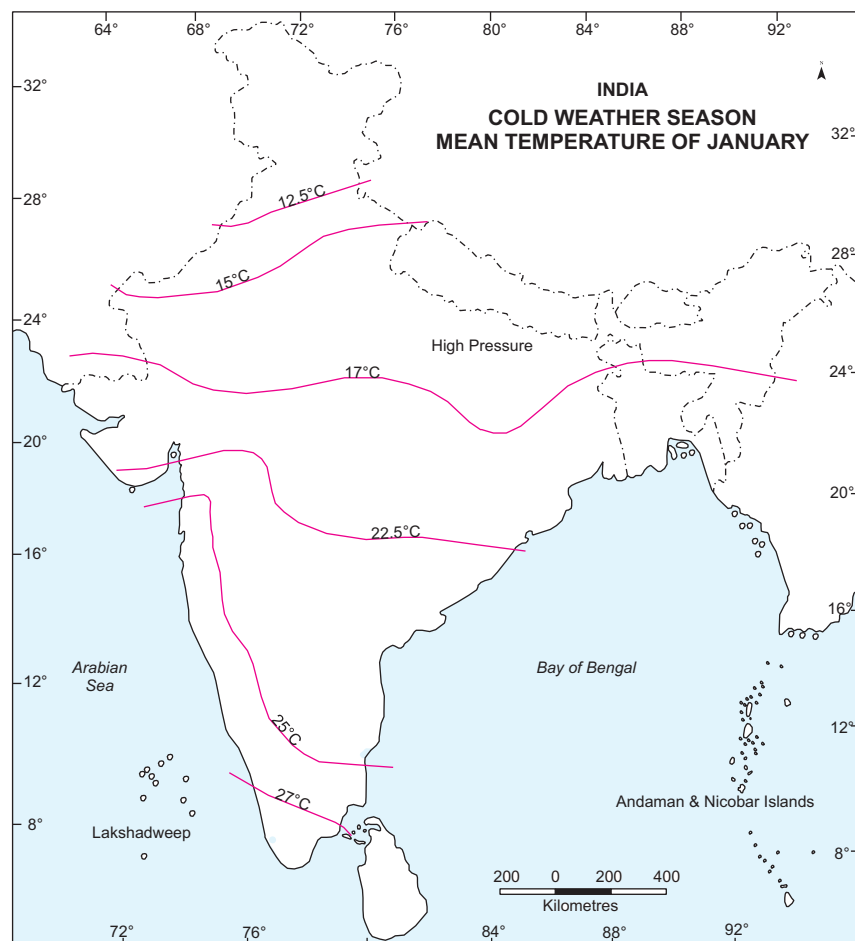 64° 68° 72° 76° 80° 84° 88° 92°
N
INDIA
COLD WEATHER SEASON
MEAN TEMPERATURE OF JANUARY
32°
32°
28°
12.5°C
28°
15°C
24°
High Pressure
17°C
24°
20°
20°
22.5°C
16°
16°
Arabian
Sea
Bay of Bengal
12°
25°C
12°
27°C
Andaman & Nicobar Islands
8°
Lakshadweep
8°
200 0 200 400
Kilometres
72° 76° 84° 88° 92°